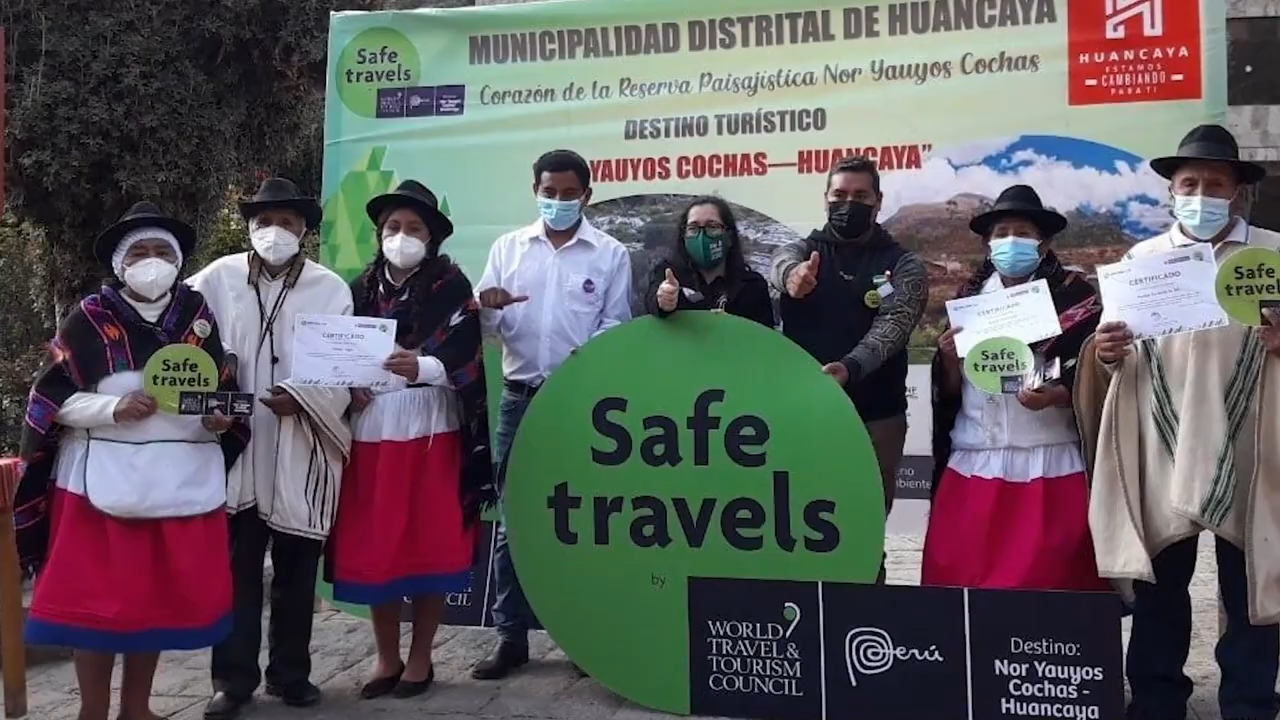 Safe
travels
MUNICIPALIDAD DISTRITAL DE HUANCAYA
Corazón de la Reserva Paisajística Nor Yauyos Cochas
DESTINO TURÍSTICO
YAUYOS COCHAS—HUANCAYA"
HUANCAYA
ESTAMOS
CAMBIANDO
PARA TI
Safe
travels
CERTIFICADO
CERTIFICADO
Safe
travels
CERTIFICADO
Safe
travel
Safe
travels
by
WORLD
TRAVEL &
TOURISM
COUNCIL
Perú
Destino:
Nor Yauyos
Cochas -
Huancaya